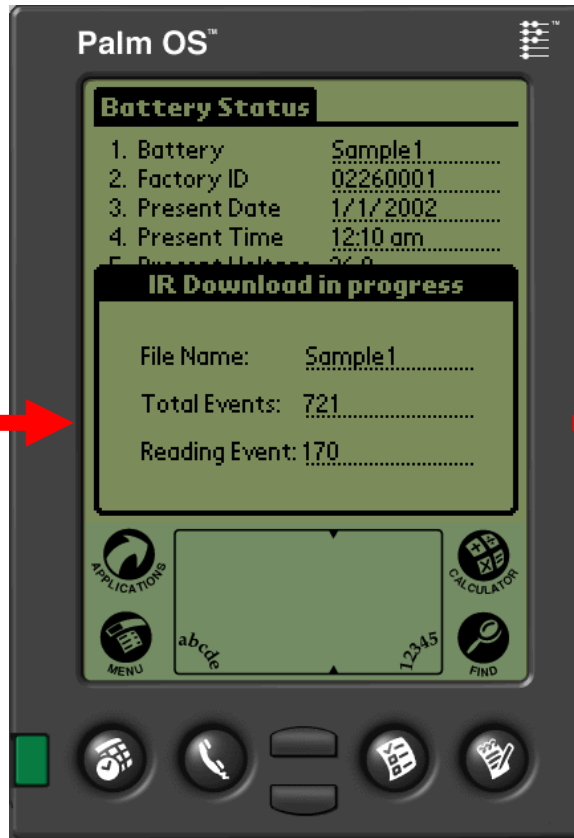 Palm OS™
™
Battery Status
1. Battery Sample1
2. Factory ID 02260001
3. Present Date 1/1/2002
4. Present Time 12:10 am
IR Download in progress
File Name: Sample1
Total Events: 721
Reading Event: 170
APPLICATIONS
CALCULATOR
MENU
abcde
12345
FIND